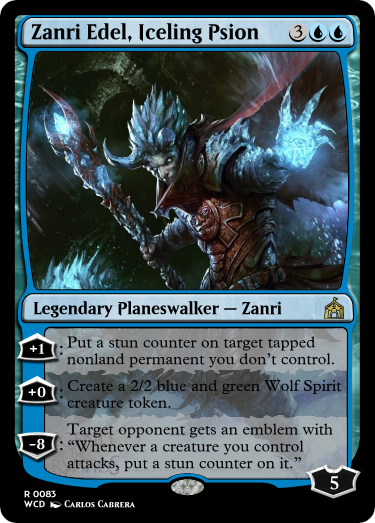 Zanri Edel, Iceling Psion 3
Legendary Planeswalker — Zanri
+1: Put a stun counter on target tapped
nonland permanent you don't control.
+0: Create a 2/2 blue and green Wolf Spirit
creature token.
-8: Target opponent gets an emblem with
“Whenever a creature you control
attacks, put a stun counter on it.”
5
R 0083
WCD CARLOS CABRERA